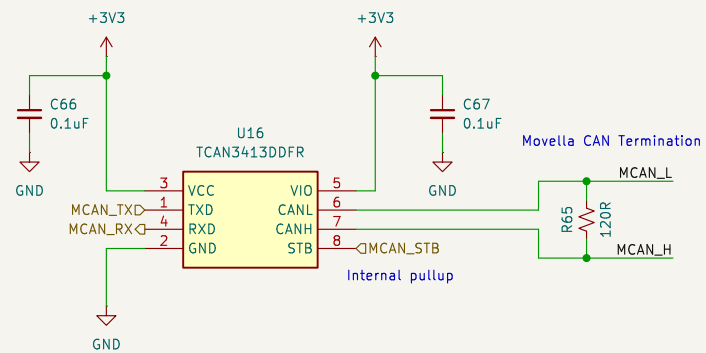 +3V3
+3V3
C66
0.1uF
GND
C67
0.1uF
GND
U16
TCAN3413DDFR
Movella CAN Termination
3 VCC VIO 5
MCAN_TX 1 TXD CANL 6
MCAN_RX 4 RXD CANH 7
2 GND STB 8 MCAN_STB
Internal pullup
MCAN_L
R65
120R
MCAN_H
GND